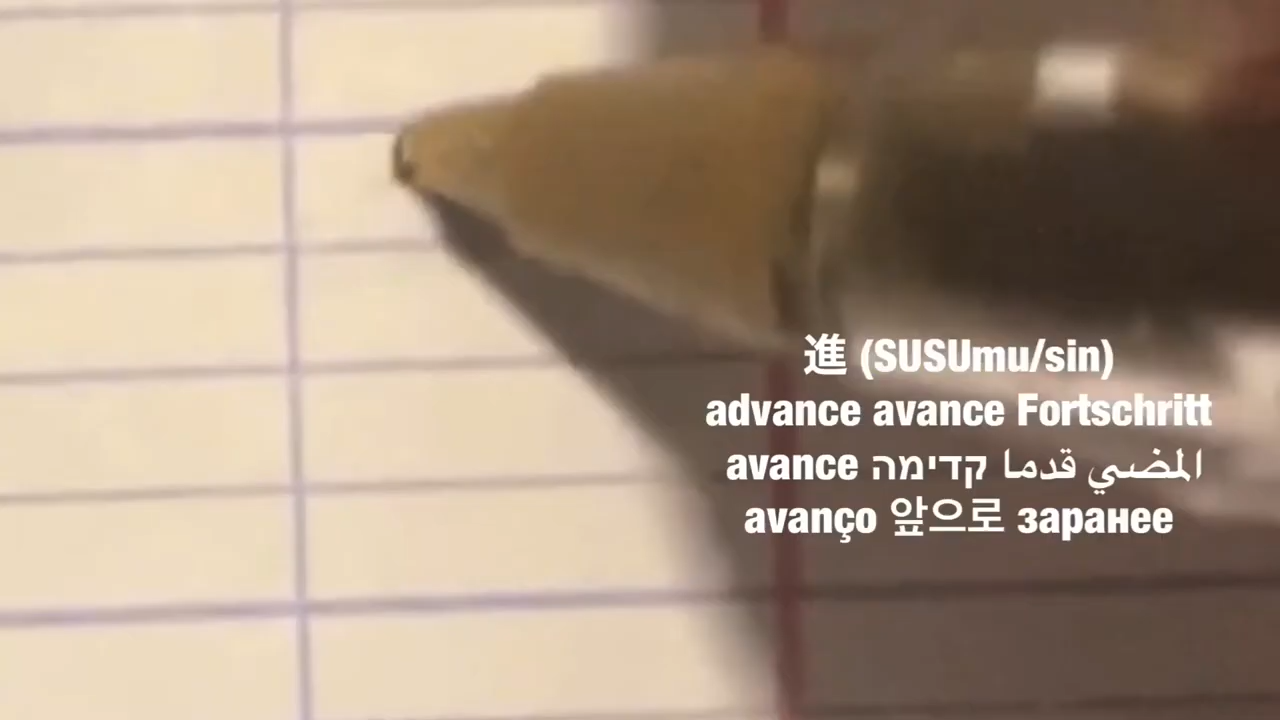 進 (SUSUmu/sin)
advance avance Fortschritt
avance קדימה المضي قدما
avanço 앞으로 заранее